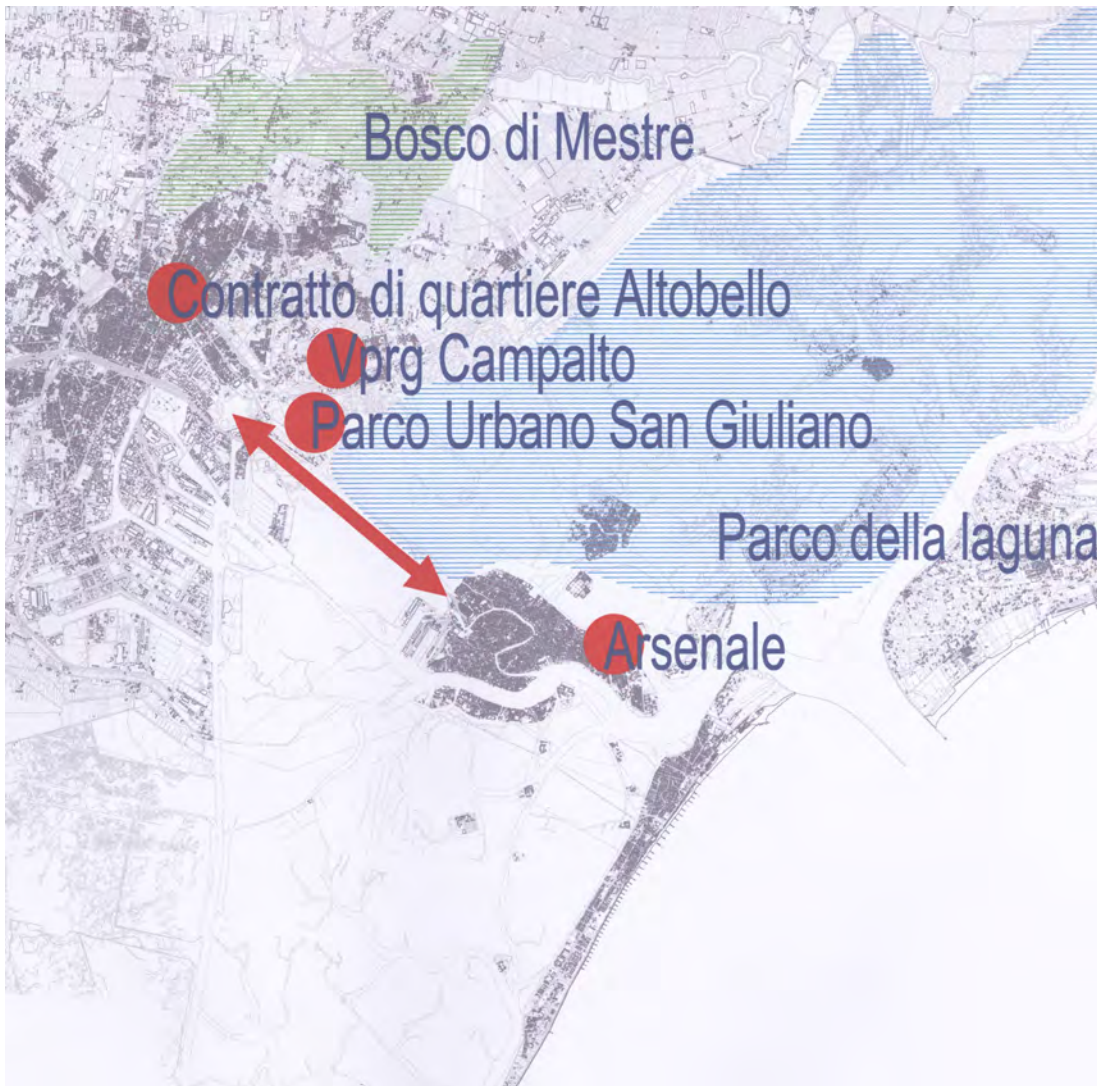 Bosco di Mestre
Contratto di quartiere Altobello
Vprg Campalto
Parco Urbano San Giuliano
Parco della laguna
Arsenale